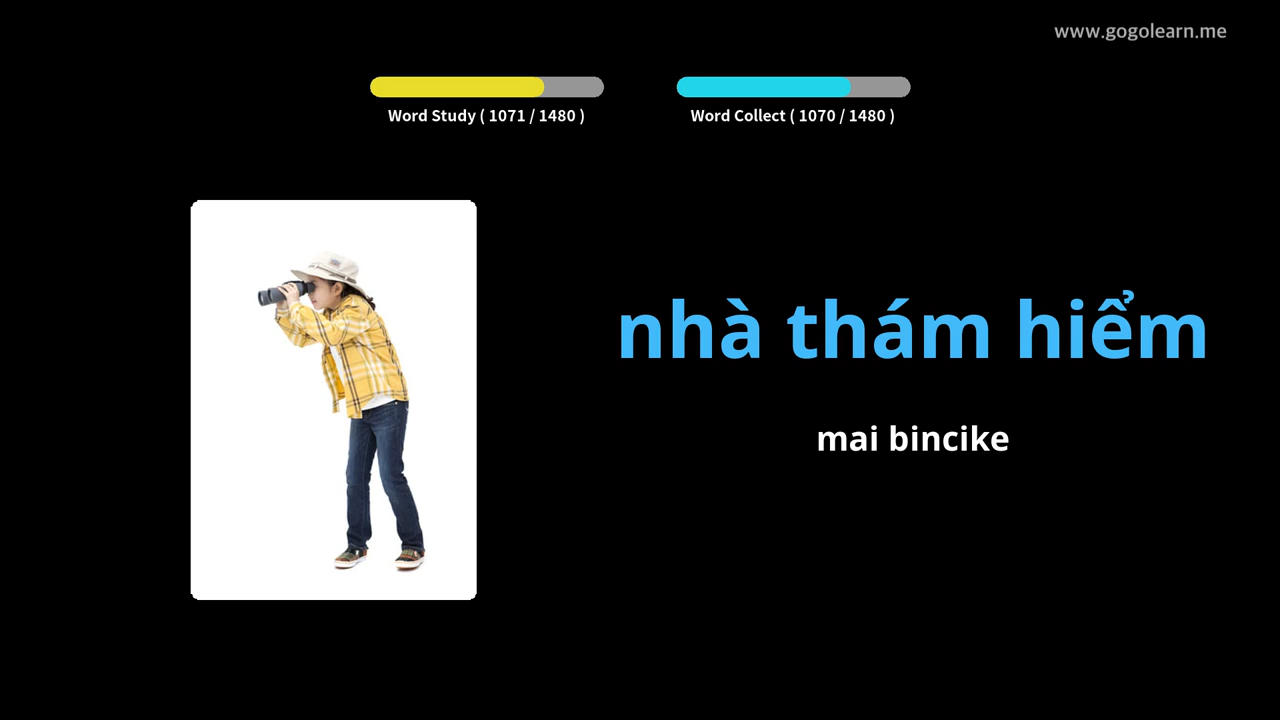 www.gogolearn.me
Word Study ( 1071 / 1480 )
Word Collect ( 1070 / 1480 )
nhà thám hiểm
mai bincike